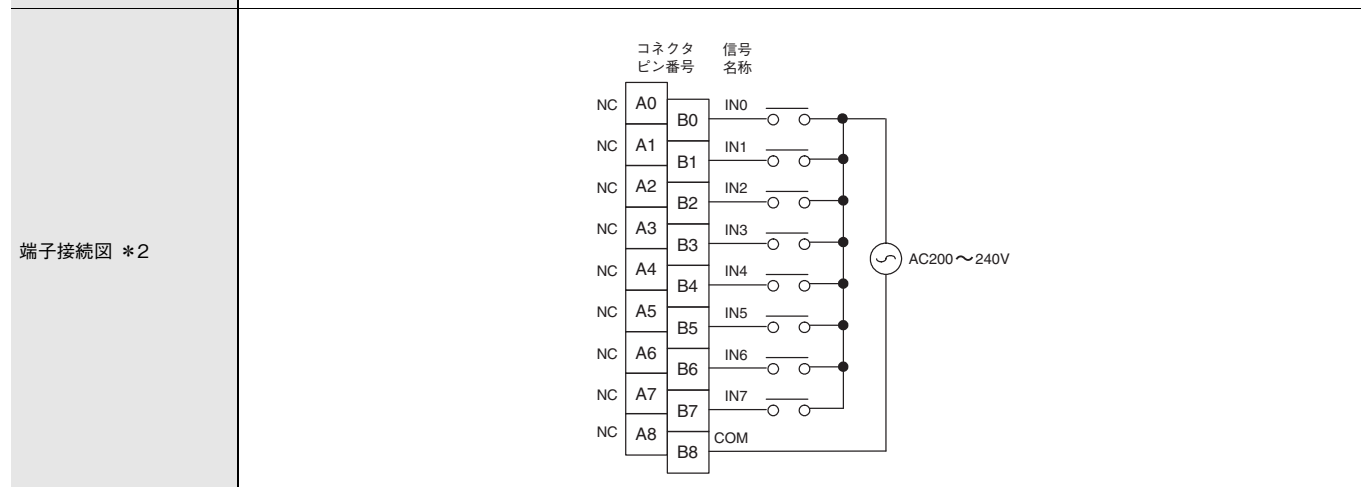 端子接続図 *2
コネクタ 信号
ピン番号 名称
NC A0 B0 IN0
NC A1 B1 IN1
NC A2 B2 IN2
NC A3 B3 IN3
AC200～240V
NC A4 B4 IN4
NC A5 B5 IN5
NC A6 B6 IN6
NC A7 B7 IN7
NC A8 B8 COM